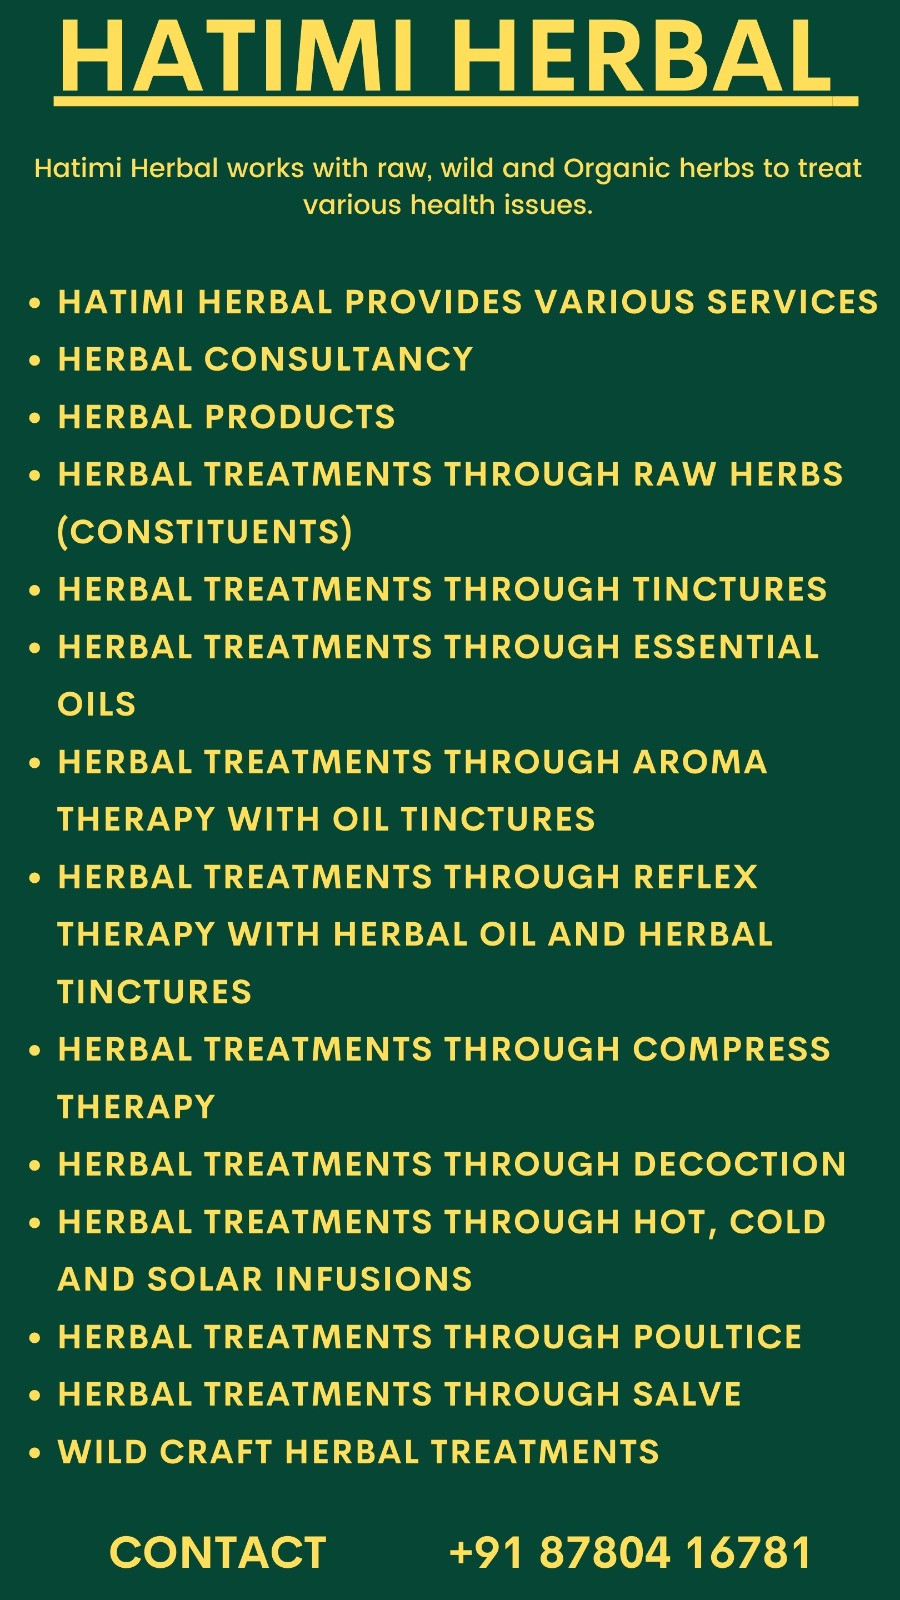 HATIMI HERBAL
Hatimi Herbal works with raw, wild and Organic herbs to treat
various health issues.
• HATIMI HERBAL PROVIDES VARIOUS SERVICES
• HERBAL CONSULTANCY
• HERBAL PRODUCTS
• HERBAL TREATMENTS THROUGH RAW HERBS
(CONSTITUENTS)
• HERBAL TREATMENTS THROUGH TINCTURES
• HERBAL TREATMENTS THROUGH ESSENTIAL
OILS
• HERBAL TREATMENTS THROUGH AROMA
THERAPY WITH OIL TINCTURES
• HERBAL TREATMENTS THROUGH REFLEX
THERAPY WITH HERBAL OIL AND HERBAL
TINCTURES
• HERBAL TREATMENTS THROUGH COMPRESS
THERAPY
• HERBAL TREATMENTS THROUGH DECOCTION
• HERBAL TREATMENTS THROUGH HOT, COLD
AND SOLAR INFUSIONS
• HERBAL TREATMENTS THROUGH POULTICE
• HERBAL TREATMENTS THROUGH SALVE
• WILD CRAFT HERBAL TREATMENTS
CONTACT +91 87804 16781